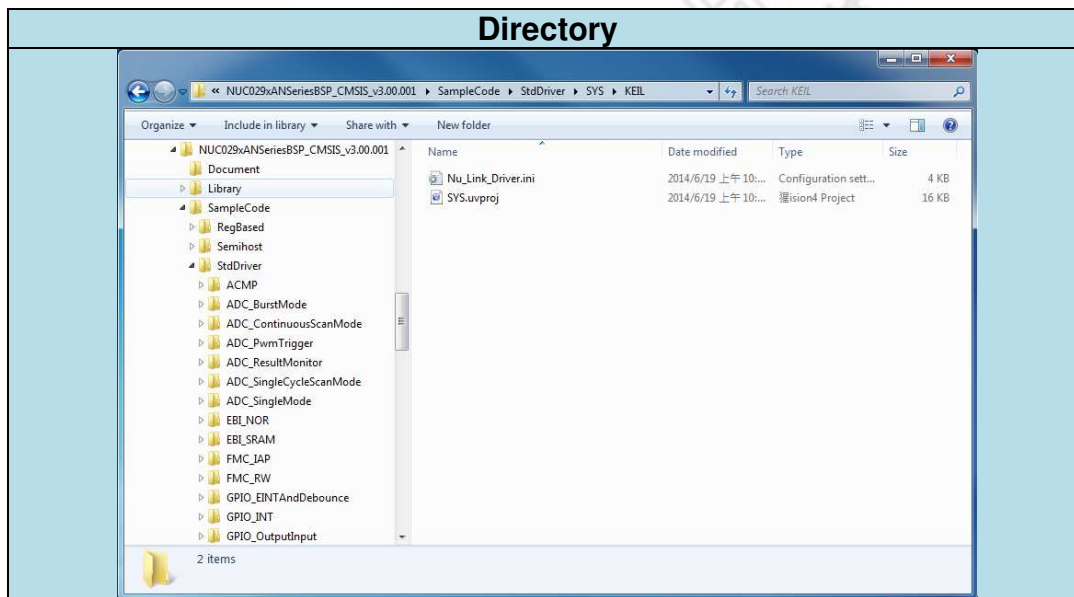 Directory
« NUC029xANSeriesBSP_CMSIS_v3.00.001 ▸ SampleCode ▸ StdDriver ▸ SYS ▸ KEIL
Search KEIL
Organize ▾ Include in library ▾ Share with ▾ New folder
NUC029xANSeriesBSP_CMSIS_v3.00.001
Document
Library
SampleCode
RegBased
Semihost
StdDriver
ACMP
ADC_BurstMode
ADC_ContinuousScanMode
ADC_PwmTrigger
ADC_ResultMonitor
ADC_SingleCycleScanMode
ADC_SingleMode
EBI_NOR
EBI_SRAM
FMC_IAP
FMC_RW
GPIO_EINTAndDebounce
GPIO_INT
GPIO_OutputInput
Name Date modified Type Size
Nu_Link_Driver.ini 2014/6/19 上午 10:... Configuration sett... 4 KB
SYS.uvproj 2014/6/19 上午 10:... ision4 Project 16 KB
2 items